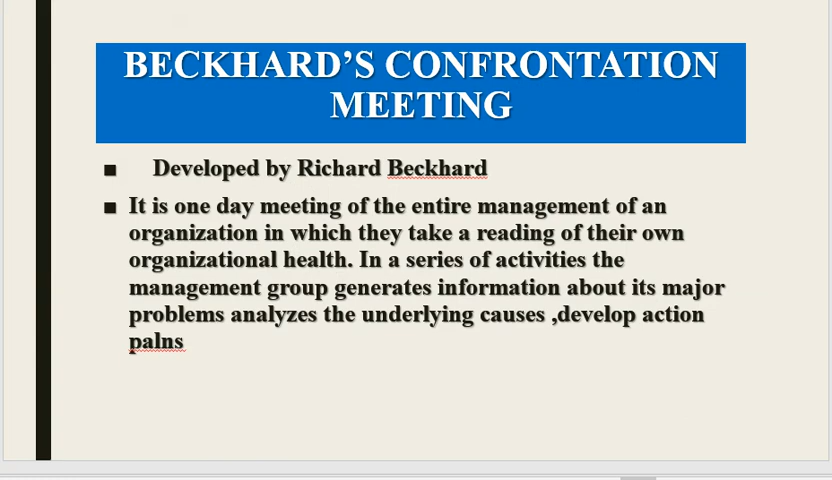 BECKHARD’S CONFRONTATION
MEETING
■ Developed by Richard Beckhard
■ It is one day meeting of the entire management of an
organization in which they take a reading of their own
organizational health. In a series of activities the
management group generates information about its major
problems analyzes the underlying causes ,develop action
palns